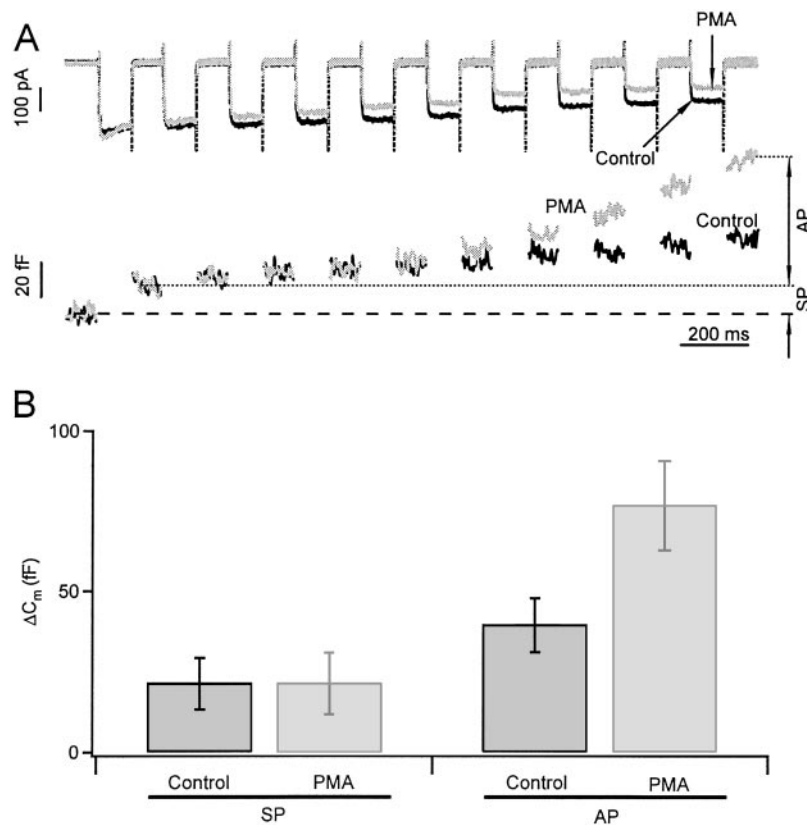 A
PMA
100 pA
Control
PMA
Control
AP
20 fF
SP
200 ms
B
100
50
0
ΔCm (fF)
Control
PMA
Control
PMA
SP
AP